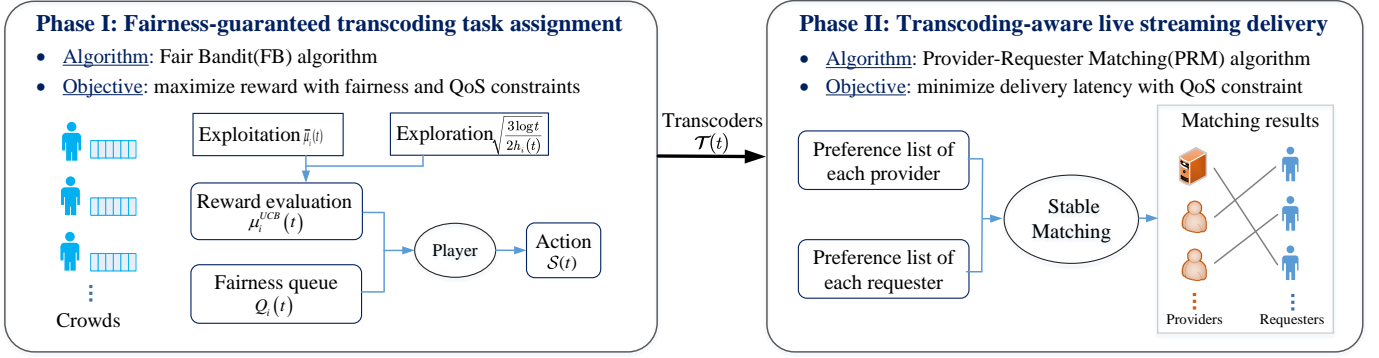 Phase I: Fairness-guaranteed transcoding task assignment
• Algorithm: Fair Bandit(FB) algorithm
• Objective: maximize reward with fairness and QoS constraints
Exploitation μ̄ᵢ(t)
Exploration √(3 log t / 2hᵢ(t))
Reward evaluation
μᵢ^UCB(t)
Fairness queue
Qᵢ(t)
Player
Action
𝒮(t)
Crowds
Transcoders
𝒯(t)
Phase II: Transcoding-aware live streaming delivery
• Algorithm: Provider-Requester Matching(PRM) algorithm
• Objective: minimize delivery latency with QoS constraint
Preference list of
each provider
Preference list of
each requester
Stable
Matching
Matching results
Providers
Requesters